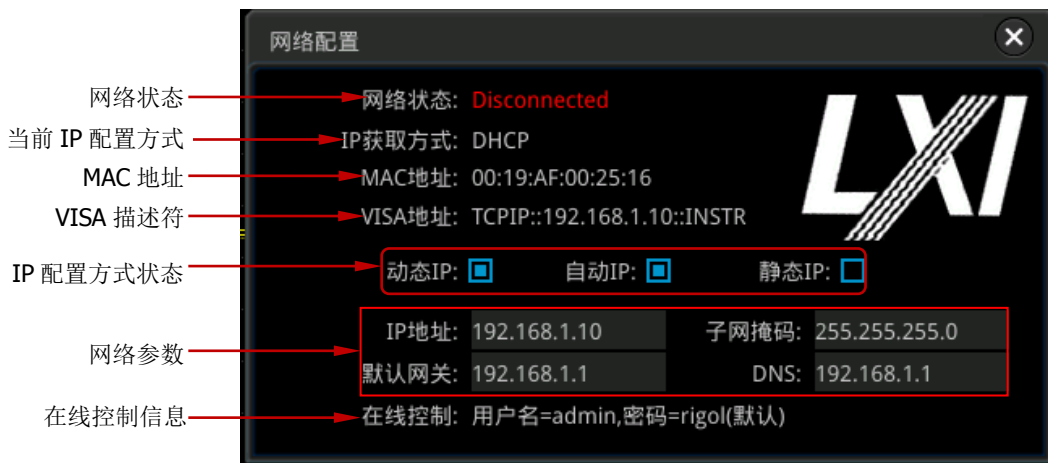 网络配置
网络状态 网络状态: Disconnected
当前 IP 配置方式 IP获取方式: DHCP
MAC 地址 MAC地址: 00:19:AF:00:25:16
VISA 描述符 VISA地址: TCPIP::192.168.1.10::INSTR
LXI
IP 配置方式状态 动态IP: 自动IP: 静态IP:
网络参数
IP地址: 192.168.1.10 子网掩码: 255.255.255.0
默认网关: 192.168.1.1 DNS: 192.168.1.1
在线控制信息 在线控制: 用户名=admin,密码=rigol(默认)